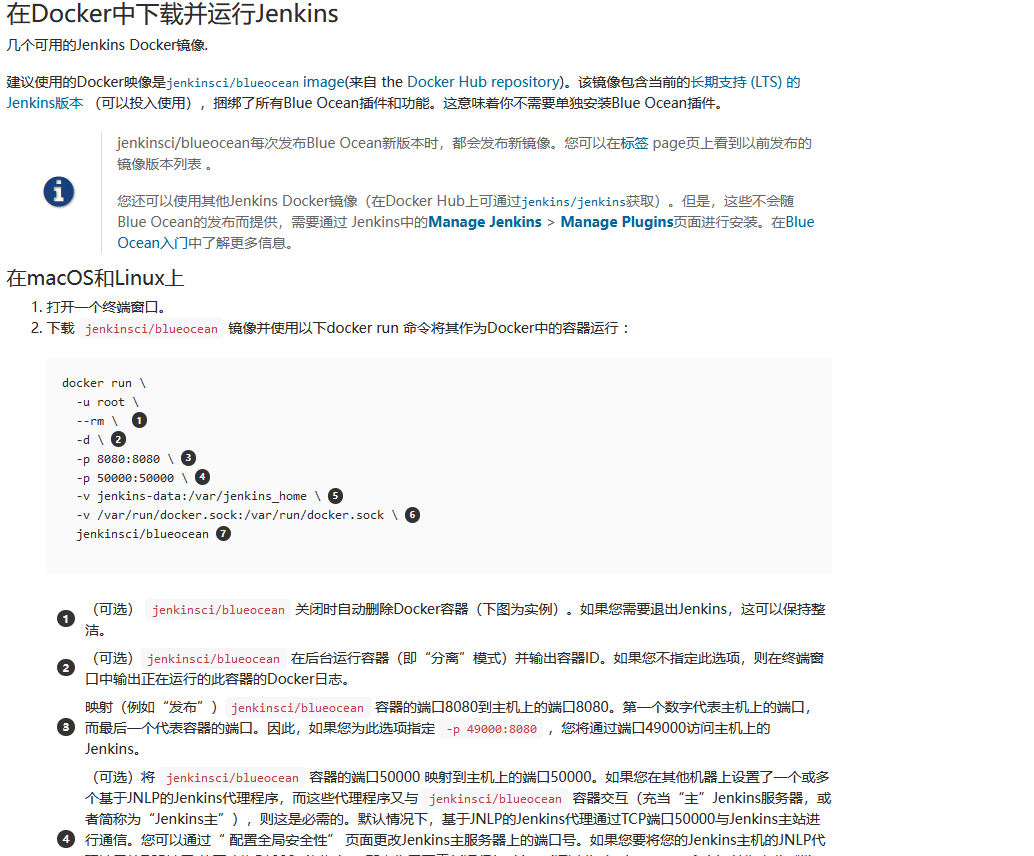 在Docker中下载并运行Jenkins
几个可用的Jenkins Docker镜像.
建议使用的Docker映像是jenkinsci/blueocean image(来自 the Docker Hub repository)。该镜像包含当前的长期支持 (LTS) 的
Jenkins版本 （可以投入使用），捆绑了所有Blue Ocean插件和功能。这意味着你不需要单独安装Blue Ocean插件。
jenkinsci/blueocean每次发布Blue Ocean新版本时，都会发布新镜像。您可以在标签 page页上看到以前发布的
镜像版本列表 。
您还可以使用其他Jenkins Docker镜像（在Docker Hub上可通过jenkins/jenkins获取）。但是，这些不会随
Blue Ocean的发布而提供，需要通过 Jenkins中的Manage Jenkins > Manage Plugins页面进行安装。在Blue
Ocean入门中了解更多信息。
在macOS和Linux上
1. 打开一个终端窗口。
2. 下载 jenkinsci/blueocean 镜像并使用以下docker run 命令将其作为Docker中的容器运行：
docker run \
-u root \
--rm \ 1
-d \ 2
-p 8080:8080 \ 3
-p 50000:50000 \ 4
-v jenkins-data:/var/jenkins_home \ 5
-v /var/run/docker.sock:/var/run/docker.sock \ 6
jenkinsci/blueocean 7
1 （可选） jenkinsci/blueocean 关闭时自动删除Docker容器（下图为实例）。如果您需要退出Jenkins，这可以保持整
洁。
2 （可选）jenkinsci/blueocean 在后台运行容器（即“分离”模式）并输出容器ID。如果您不指定此选项，则在终端窗
口中输出正在运行的此容器的Docker日志。
3 映射（例如“发布”）jenkinsci/blueocean 容器的端口8080到主机上的端口8080。第一个数字代表主机上的端口，
而最后一个代表容器的端口。因此，如果您为此选项指定 -p 49000:8080 ，您将通过端口49000访问主机上的
Jenkins。
4 （可选）将 jenkinsci/blueocean 容器的端口50000 映射到主机上的端口50000。如果您在其他机器上设置了一个或多
个基于JNLP的Jenkins代理程序，而这些代理程序又与 jenkinsci/blueocean 容器交互（充当“主”Jenkins服务器，或
者简称为“Jenkins主”），则这是必需的。默认情况下，基于JNLP的Jenkins代理通过TCP端口50000与Jenkins主站进
行通信。您可以通过“ 配置全局安全性” 页面更改Jenkins主服务器上的端口号。如果您要将您的Jenkins主机的JNLP代